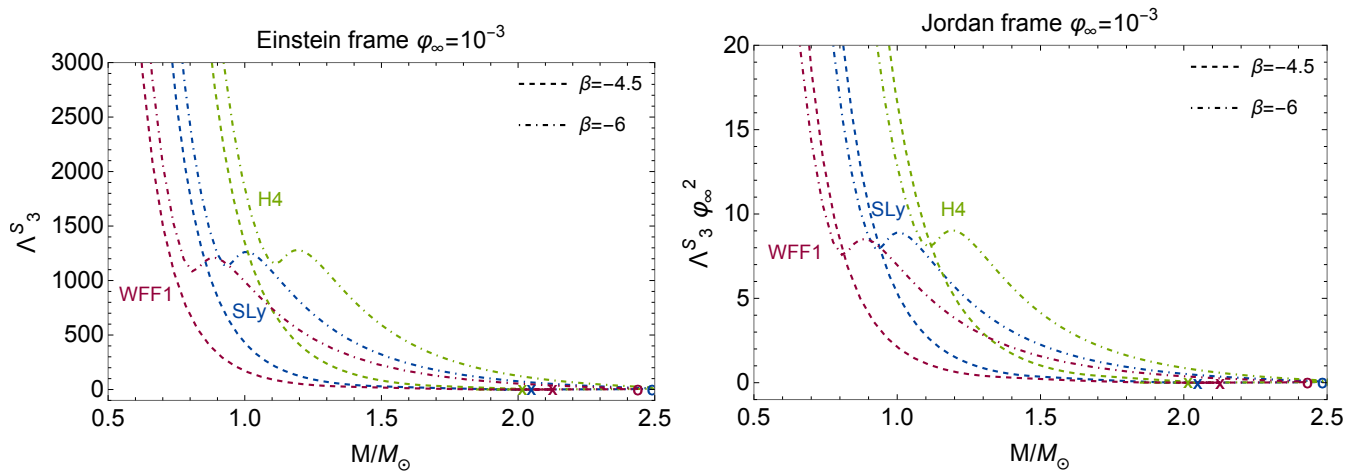 Einstein frame φ∞=10⁻³
3000
2500
2000
1500
1000
500
0
Λ^S_3
β=-4.5
β=-6
H4
WFF1
SLy
0.5 1.0 1.5 2.0 2.5
M/M⊙
Jordan frame φ∞=10⁻³
20
15
10
5
0
Λ^S_3 φ∞²
β=-4.5
β=-6
SLy H4
WFF1
0.5 1.0 1.5 2.0 2.5
M/M⊙